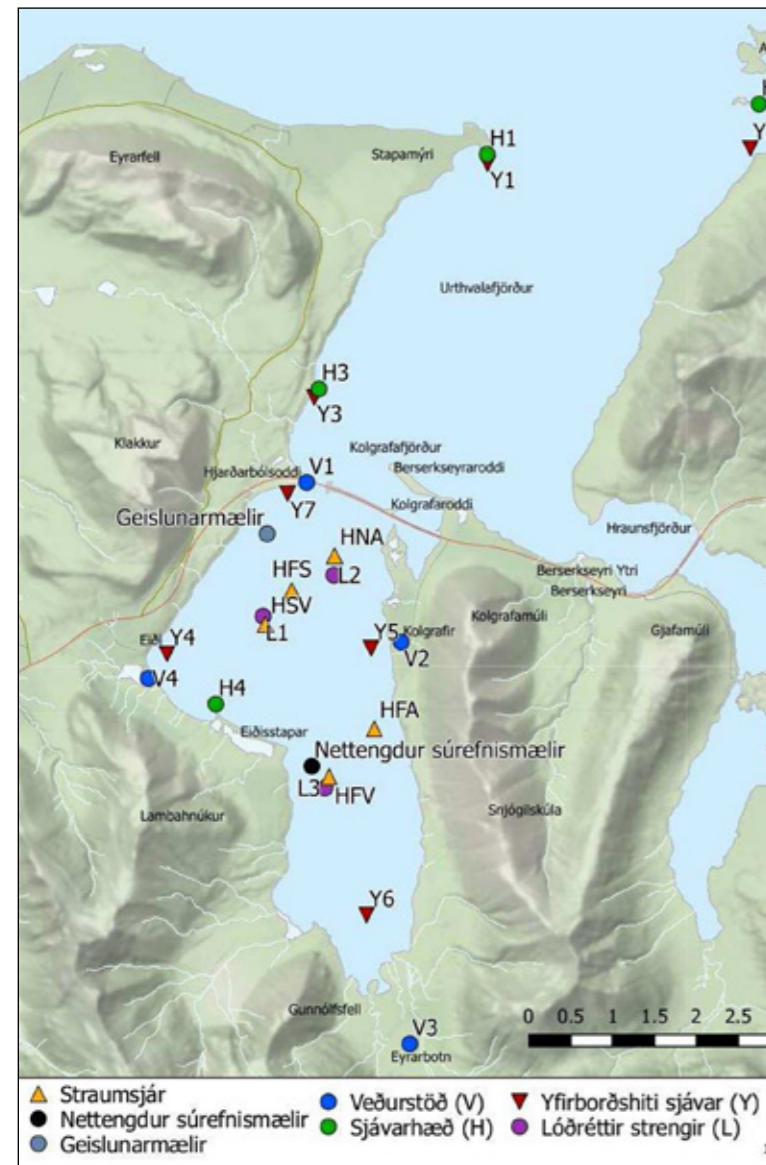 A
Eyrarfell
Stapamýri
H1
Y1
H
Y
Urthvalafjörður
H3
Y3
Klakkur
Kolgrafafjörður
Hjarðarbólsoddi
V1
Berserkseyraroddi
Y7
Kolgrafaroddi
Geislunarmælir
Hraunsfjörður
HNA
L2
HFS
Berserkseyri Ytri
Berserkseyri
HSV
L1
Kolgrafamúli
Gjafamúli
Eiði
Y4
Y5
Kolgrafir
V2
V4
H4
HFA
Eiðisstapar
Nettengdur súrefnismælir
L3
HFV
Lambahnúkur
Snjógilskúla
Y6
Gunnólfsfell
V3
Eyrarbotn
0 0.5 1 1.5 2 2.5
Straumsjár
Nettengdur súrefnismælir
Geislunarmælir
Veðurstöð (V)
Sjávarhæð (H)
Yfirborðshiti sjávar (Y)
Lóðréttir strengir (L)